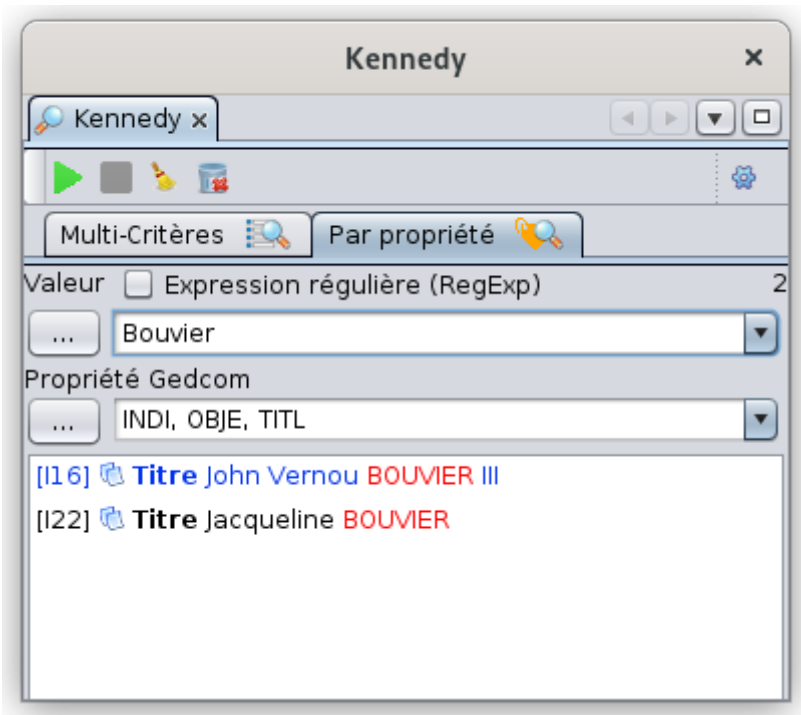 Kennedy
Kennedy
Multi-Critères Par propriété
Valeur Expression régulière (RegExp) 2
... Bouvier
Propriété Gedcom
... INDI, OBJE, TITL
[I16] Titre John Vernou BOUVIER III
[I22] Titre Jacqueline BOUVIER